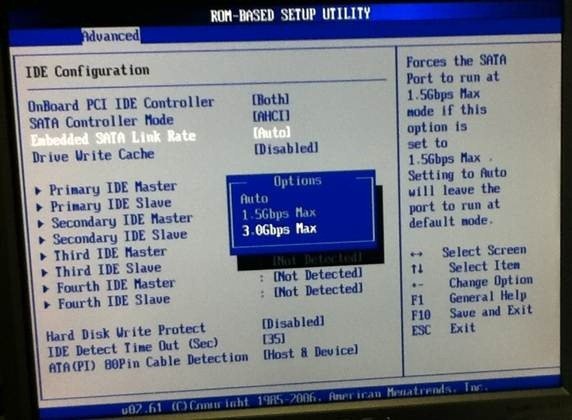 ROM-BASED SETUP UTILITY
Advanced
IDE Configuration
OnBoard PCI IDE Controller [Both]
SATA Controller Mode [AHCI]
Embedded SATA Link Rate [Auto]
Drive Write Cache [Disabled]
Primary IDE Master
Primary IDE Slave
Secondary IDE Master
Secondary IDE Slave
Third IDE Master [Not Detected]
Third IDE Slave : [Not Detected]
Fourth IDE Master : [Not Detected]
Fourth IDE Slave
Hard Disk Write Protect [Disabled]
IDE Detect Time Out (Sec) [35]
ATA(PI) 80Pin Cable Detection [Host & Device]
Options
Auto
1.5Gbps Max
3.0Gbps Max
Forces the SATA
Port to run at
1.5Gbps Max
mode if this
option is
set to
1.5Gbps Max .
Setting to Auto
will leave the
port to run at
default mode.
↔ Select Screen
↑↓ Select Item
+- Change Option
F1 General Help
F10 Save and Exit
ESC Exit
v02.61 (C)Copyright 1985-2006, American Megatrends, Inc.